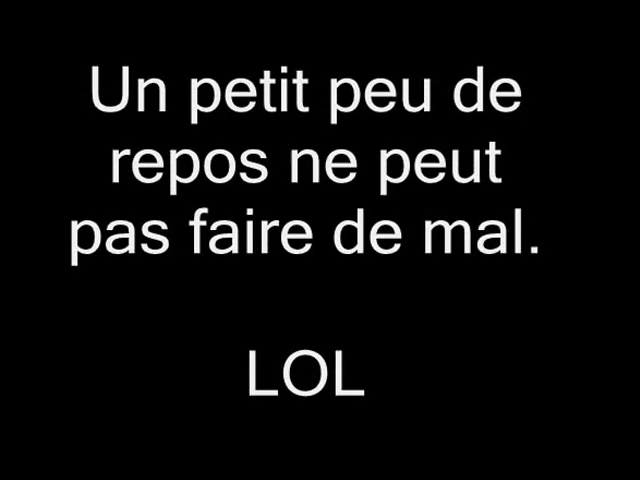 Un petit peu de
repos ne peut
pas faire de mal.
LOL